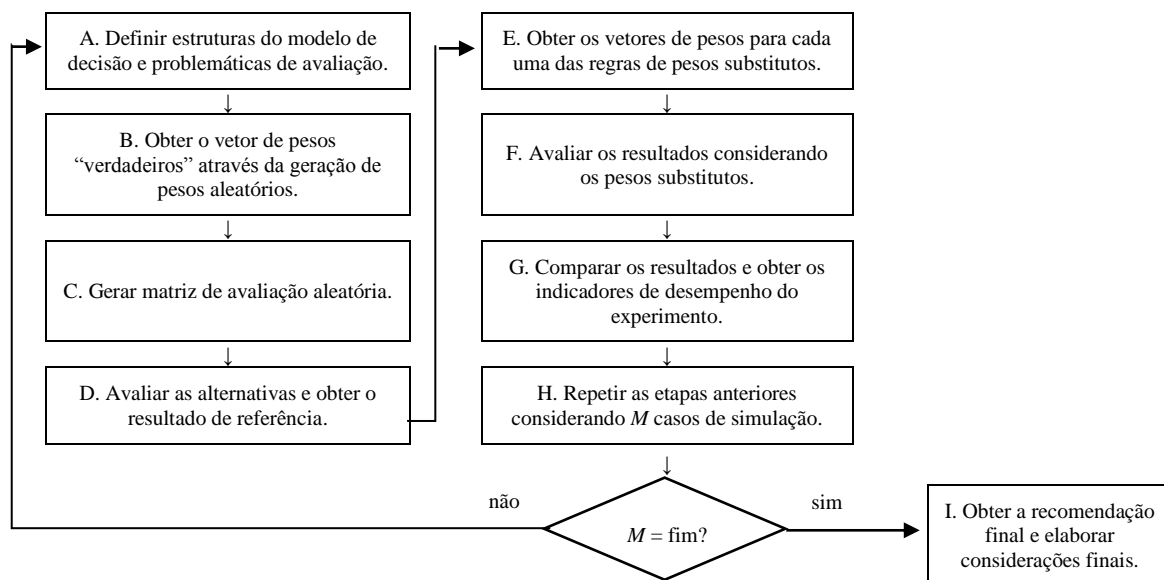 A. Definir estruturas do modelo de
decisão e problemáticas de avaliação.
↓
B. Obter o vetor de pesos
“verdadeiros” através da geração de
pesos aleatórios.
↓
C. Gerar matriz de avaliação aleatória.
↓
D. Avaliar as alternativas e obter o
resultado de referência.
E. Obter os vetores de pesos para cada
uma das regras de pesos substitutos.
↓
F. Avaliar os resultados considerando
os pesos substitutos.
↓
G. Comparar os resultados e obter os
indicadores de desempenho do
experimento.
↓
H. Repetir as etapas anteriores
considerando M casos de simulação.
↓
não
sim
M = fim?
I. Obter a recomendação
final e elaborar
considerações finais.